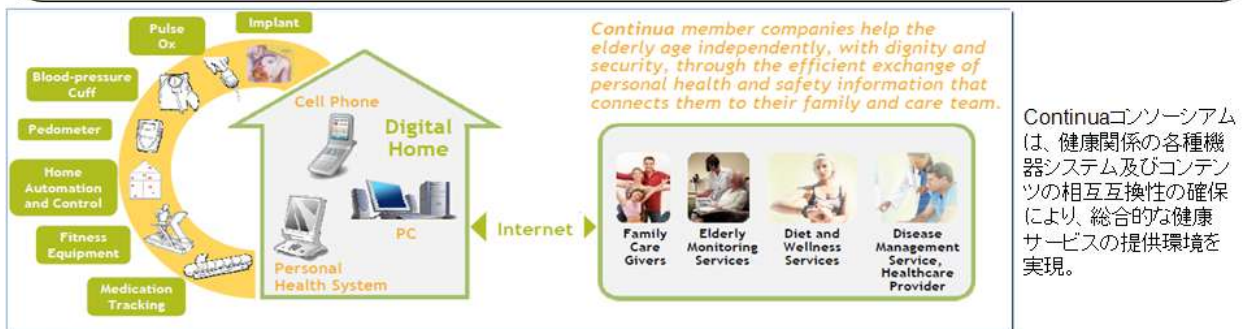 Implant
Pulse
Ox
Blood-pressure
Cuff
Pedometer
Home
Automation
and Control
Fitness
Equipment
Medication
Tracking
Cell Phone
Digital
Home
PC
Personal
Health System
Internet
Continua member companies help the
elderly age independently, with dignity and
security, through the efficient exchange of
personal health and safety information that
connects them to their family and care team.
Family
Care
Givers
Elderly
Monitoring
Services
Diet and
Wellness
Services
Disease
Management
Service,
Healthcare
Provider
Continuaコンソーシアム
は、健康関係の各種機
器システム及びコンテン
ツの相互互換性の確保
により、総合的な健康
サービスの提供環境を
実現。